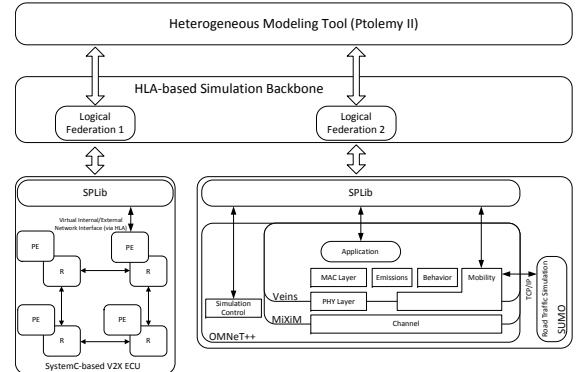 Heterogeneous Modeling Tool (Ptolemy II)
HLA-based Simulation Backbone
Logical
Federation 1
Logical
Federation 2
SPLib
Virtual Internal/External
Network Interface (via HLA)
PE
PE
R
R
PE
PE
R
R
SystemC-based V2X ECU
SPLib
Application
MAC Layer
Emissions
Behavior
Mobility
TCP/IP
Road Traffic Simulation
SUMO
Simulation
Control
Veins
PHY Layer
MiXiM
Channel
OMNeT++